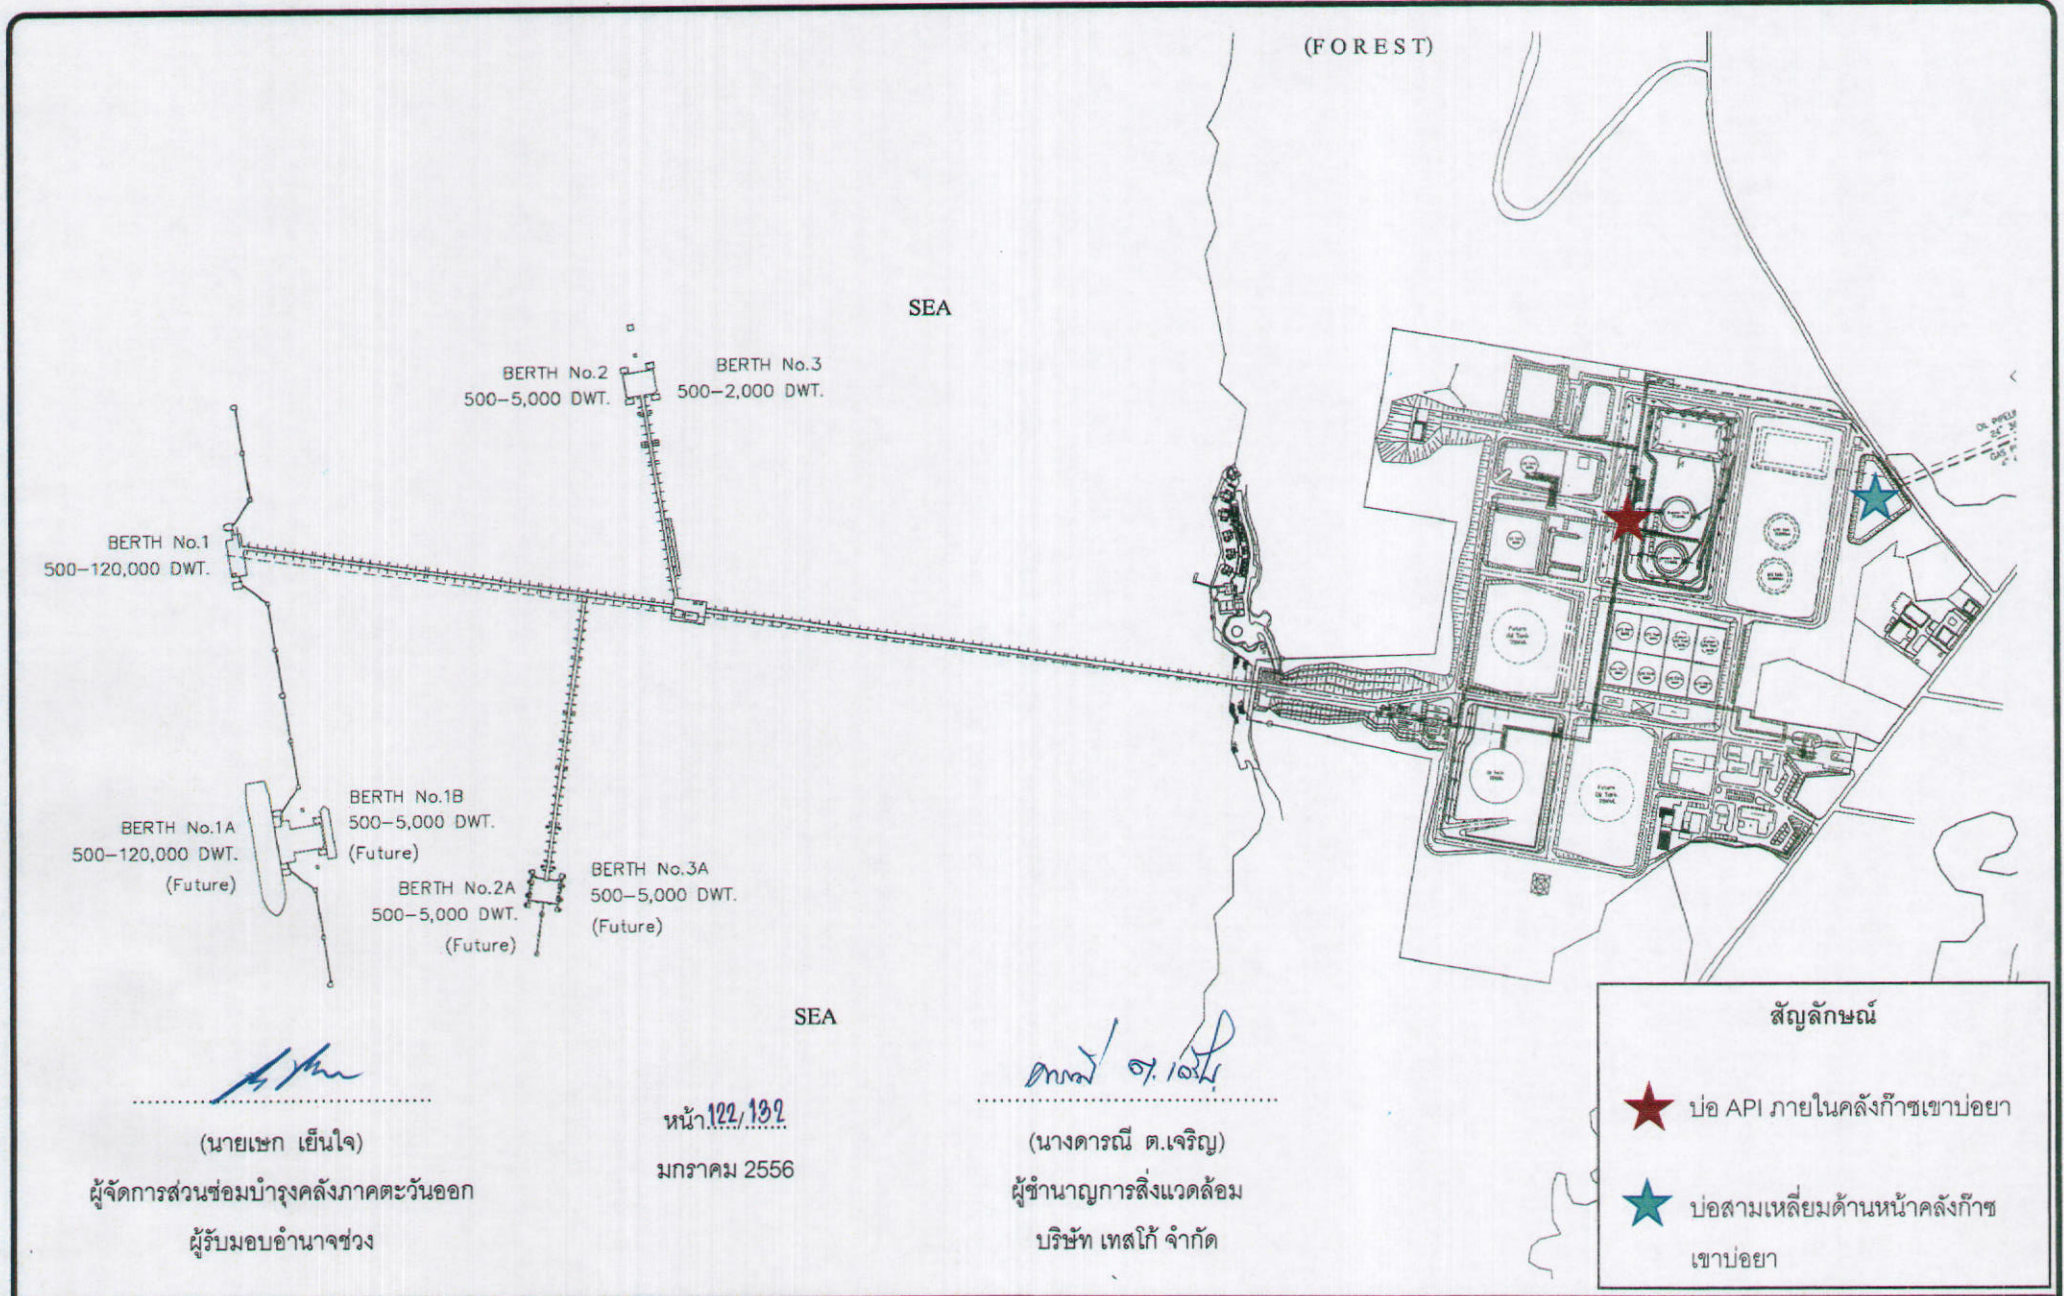 (FOREST)
SEA
BERTH No.2
500-5,000 DWT.
BERTH No.3
500-2,000 DWT.
BERTH No.1
500-120,000 DWT.
BERTH No.1B
500-5,000 DWT.
(Future)
BERTH No.1A
500-120,000 DWT.
(Future)
BERTH No.2A
500-5,000 DWT.
(Future)
BERTH No.3A
500-5,000 DWT.
(Future)
Future
Oil Tank
Future
Oil Tank
SEA
(นายเษก เย็นใจ)
ผู้จัดการส่วนซ่อมบำรุงคลังภาคตะวันออก
ผู้รับมอบอำนาจช่วง
หน้า 122/132
มกราคม 2556
(นางดารณี ต.เจริญ)
ผู้ชำนาญการสิ่งแวดล้อม
บริษัท เทสโก้ จำกัด
สัญลักษณ์
บ่อ API ภายในคลังก๊าซเขาบ่อยา
บ่อสามเหลี่ยมด้านหน้าคลังก๊าซ
เขาบ่อยา